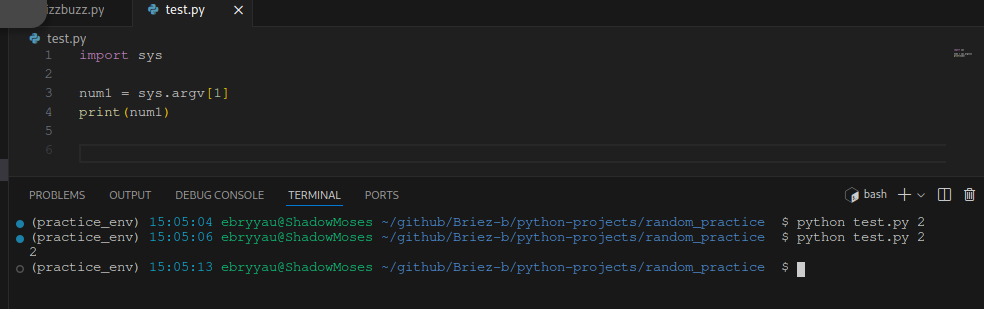 izzbuzz.py
test.py
test.py
1 import sys
2
3 num1 = sys.argv[1]
4 print(num1)
5
6
PROBLEMS OUTPUT DEBUG CONSOLE TERMINAL PORTS bash
(practice_env) 15:05:04 ebryyau@ShadowMoses ~/github/Briez-b/python-projects/random_practice $ python test.py 2
(practice_env) 15:05:06 ebryyau@ShadowMoses ~/github/Briez-b/python-projects/random_practice $ python test.py 2
2
(practice_env) 15:05:13 ebryyau@ShadowMoses ~/github/Briez-b/python-projects/random_practice $